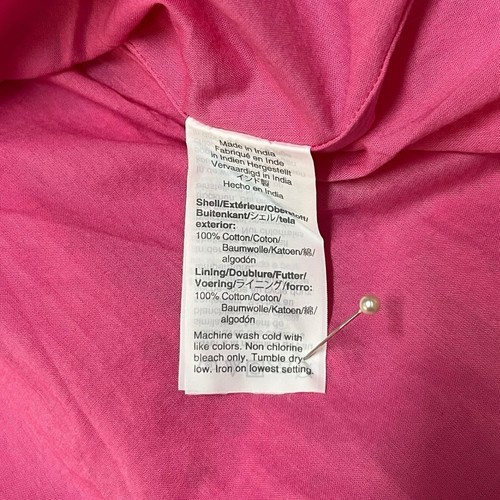 Made in India
Fabriqué en Inde
In Indien Hergestellt
Vervaardigd in India
インド製
Hecho en India
Shell/Extérieur/Oberstoff/
Buitenkant/シェル/tela
exterior:
100% Cotton/Coton/
Baumwolle/Katoen/綿/
algodón
Lining/Doublure/Futter/
Voering/ライニング/forro:
100% Cotton/Coton/
Baumwolle/Katoen/綿/
algodón
Machine wash cold with
like colors. Non chlorine
bleach only. Tumble dry
low. Iron on lowest setting.